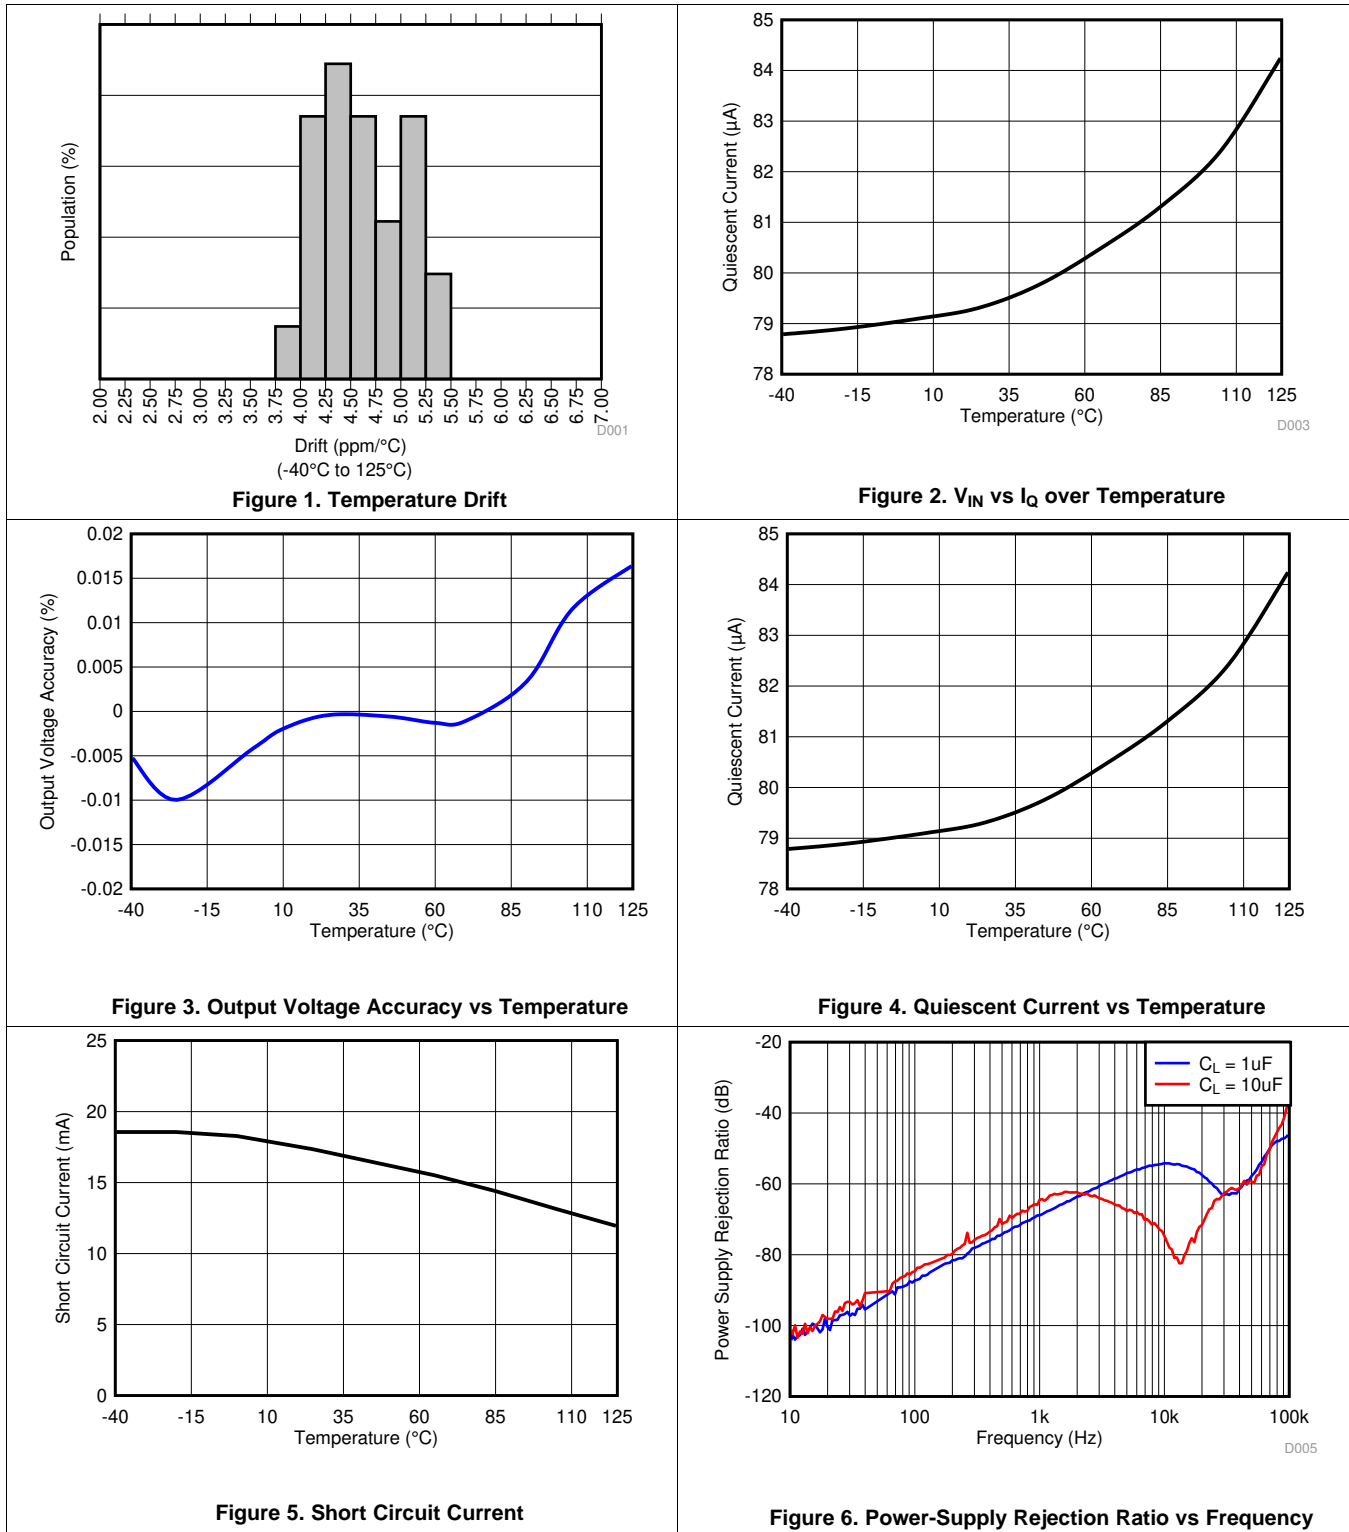 Population (%)
2.00
2.25
2.50
2.75
3.00
3.25
3.50
3.75
4.00
4.25
4.50
4.75
5.00
5.25
5.50
5.75
6.00
6.25
6.50
6.75
7.00
D001
Drift (ppm/°C)
(-40°C to 125°C)
Figure 1. Temperature Drift
85
84
83
82
81
80
79
78
Quiescent Current (µA)
-40 -15 10 35 60 85 110 125
Temperature (°C)
D003
Figure 2. VIN vs IQ over Temperature
0.02
0.015
0.01
0.005
0
-0.005
-0.01
-0.015
-0.02
Output Voltage Accuracy (%)
-40 -15 10 35 60 85 110 125
Temperature (°C)
Figure 3. Output Voltage Accuracy vs Temperature
85
84
83
82
81
80
79
78
Quiescent Current (µA)
-40 -15 10 35 60 85 110 125
Temperature (°C)
Figure 4. Quiescent Current vs Temperature
25
20
15
10
5
0
Short Circuit Current (mA)
-40 -15 10 35 60 85 110 125
Temperature (°C)
Figure 5. Short Circuit Current
-20
-40
-60
-80
-100
-120
Power Supply Rejection Ratio (dB)
CL = 1uF
CL = 10uF
10 100 1k 10k 100k
Frequency (Hz)
D005
Figure 6. Power-Supply Rejection Ratio vs Frequency